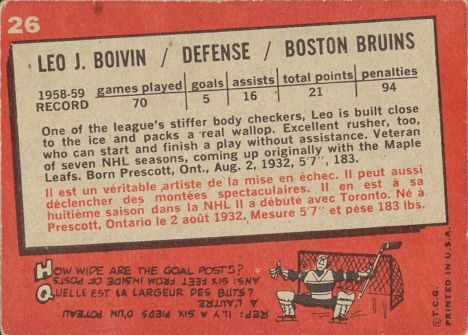 26
LEO J. BOIVIN / DEFENSE / BOSTON BRUINS
1958-59 RECORD games played 70 goals 5 assists 16 total points 21 penalties 94
One of the league's stiffer body checkers, Leo is built close
to the ice and packs a real wallop. Excellent rusher, too,
who can start and finish a play without assistance. Veteran
of seven NHL seasons, coming up originally with the Maple
Leafs. Born Prescott, Ont., Aug. 2, 1932, 5'7", 183.
Il est un véritable artiste de la mise en échec. Il peut aussi
déclencher des montées spectaculaires. Il en est à sa
huitième saison dans la NHL Il a débuté avec Toronto. Né à
Prescott, Ontario le 2 août 1932. Mesure 5'7" et pèse 183 lbs.
HOW WIDE ARE THE GOAL POSTS?
ANS: SIX FEET FROM INSIDE OF POSTS
QUELLE EST LA LARGEUR DES BUTS?
REP.: IL Y A SIX PIEDS D'UN POTEAU
A L'AUTRE
© T.C.G. PRINTED IN U.S.A.